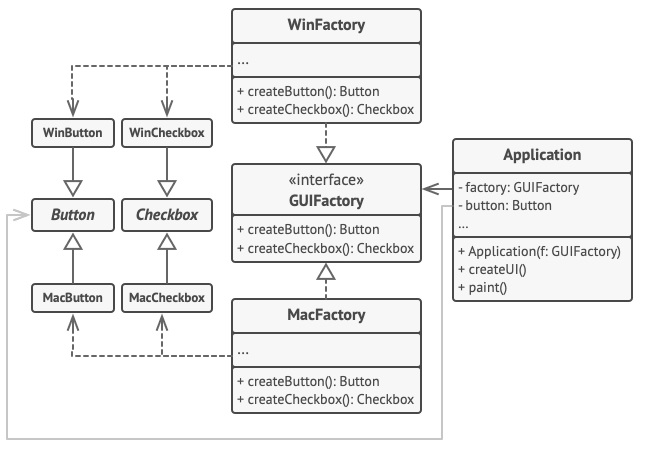 WinFactory
...
+ createButton(): Button
+ createCheckbox(): Checkbox
WinButton
WinCheckbox
Application
- factory: GUIFactory
- button: Button
...
+ Application(f: GUIFactory)
+ createUI()
+ paint()
«interface»
GUIFactory
+ createButton(): Button
+ createCheckbox(): Checkbox
Button
Checkbox
MacButton
MacCheckbox
MacFactory
...
+ createButton(): Button
+ createCheckbox(): Checkbox